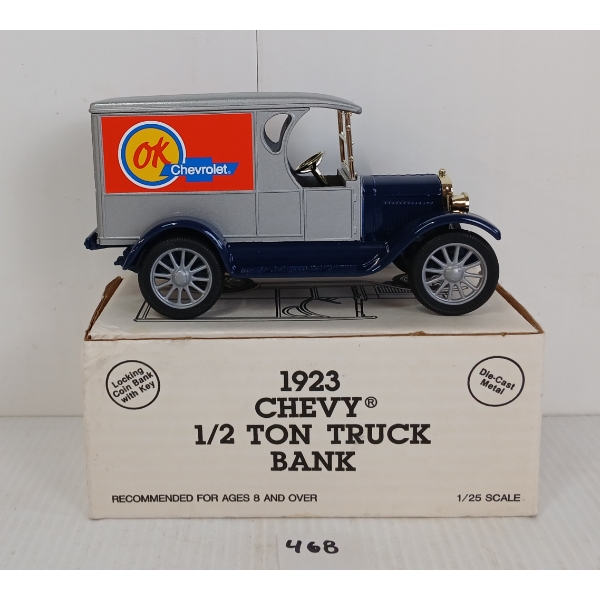 OK
Chevrolet®
Locking
Coin Bank
with Key
Die-Cast
Metal
1923
CHEVY®
1/2 TON TRUCK
BANK
RECOMMENDED FOR AGES 8 AND OVER
1/25 SCALE
468